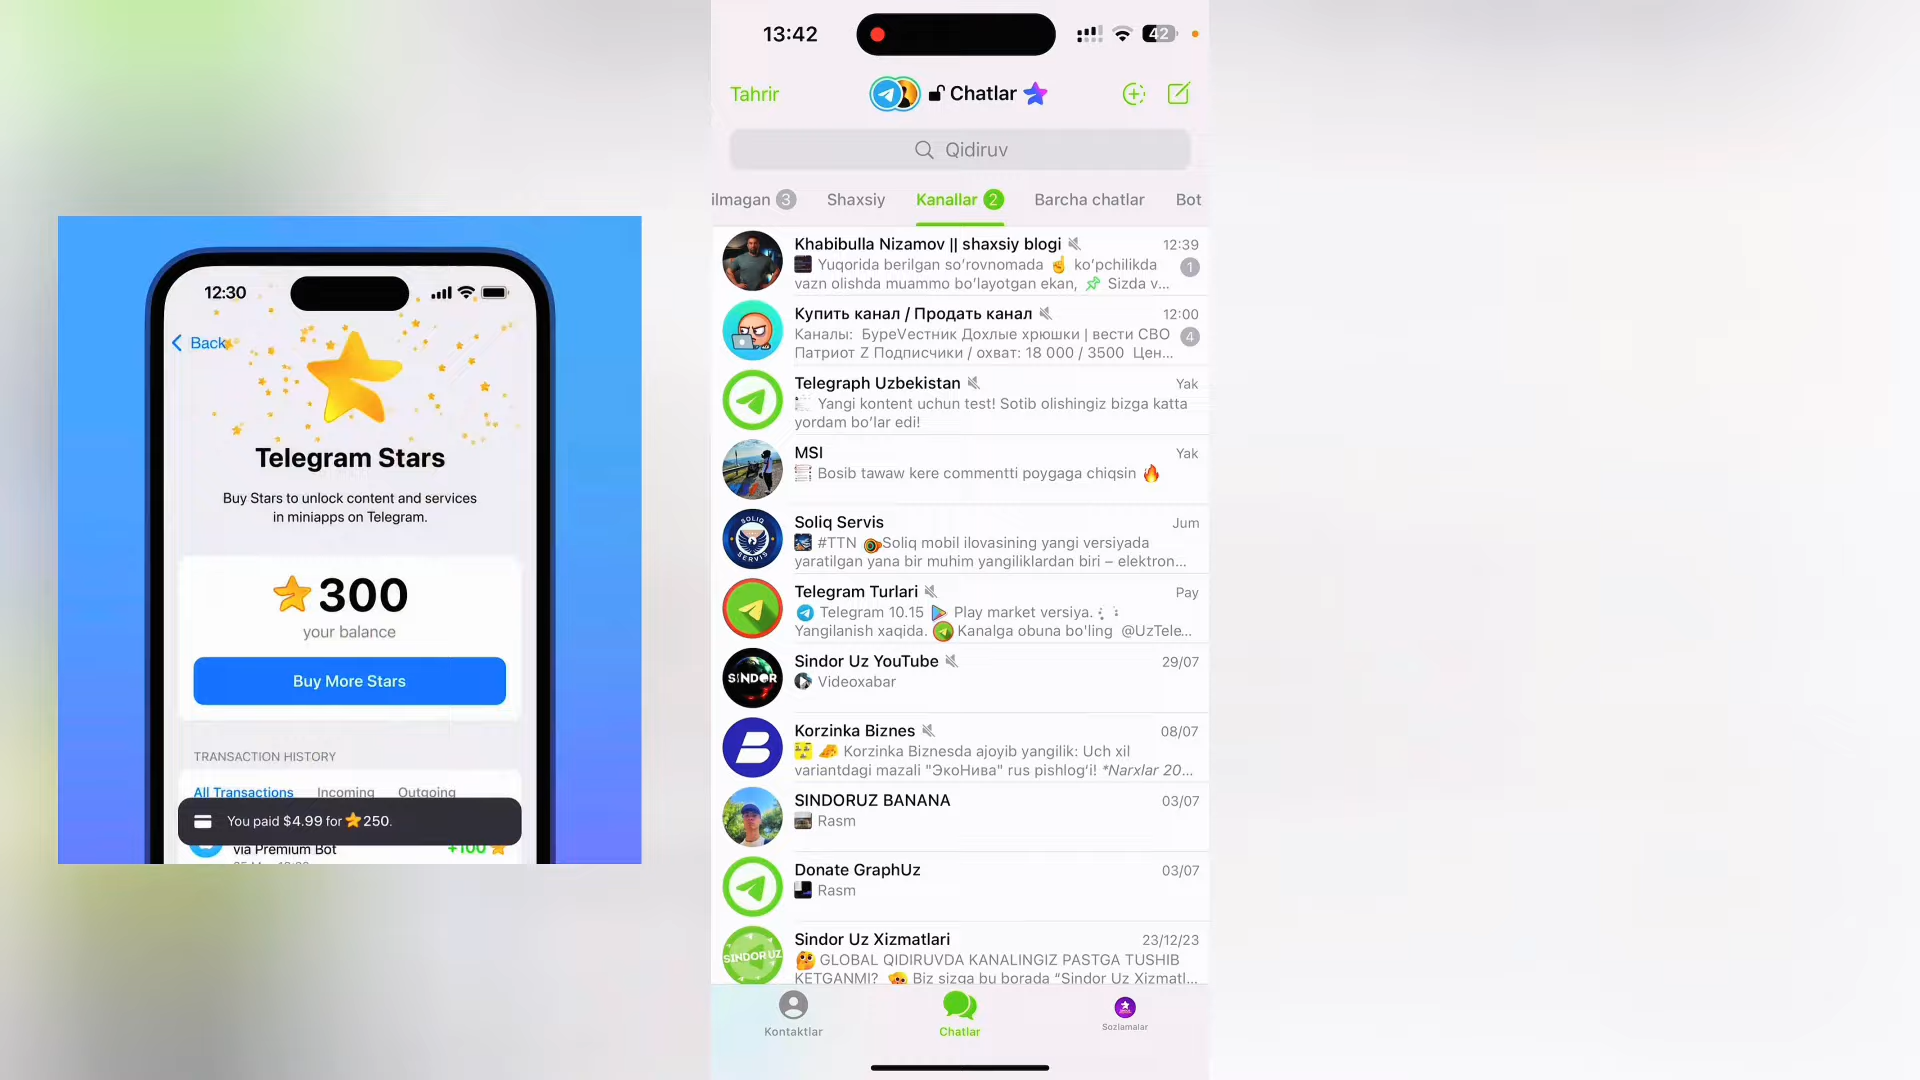 12:30
Back
Telegram Stars
Buy Stars to unlock content and services
in miniapps on Telegram.
300
your balance
Buy More Stars
TRANSACTION HISTORY
All Transactions Incoming Outgoing
You paid $4.99 for ⭐250.
via Premium Bot +100
13:42
42
Tahrir
Chatlar
Qidiruv
ilmagan 3 Shaxsiy Kanallar 2 Barcha chatlar Bot
Khabibulla Nizamov || shaxsiy blogi 12:39
Yuqorida berilgan so‘rovnomada ☝️ ko‘pchilikda 1
vazn olishda muammo bo‘layotgan ekan, 📌 Sizda v...
Купить канал / Продать канал 12:00
Каналы: БуреVестник Дохлые хрюшки | вести СВО 4
Патриот Z Подписчики / охват: 18 000 / 3500 Цен...
Telegraph Uzbekistan Yak
Yangi kontent uchun test! Sotib olishingiz bizga katta
yordam bo‘lar edi!
MSI Yak
Bosib tawaw kere commentti poygaga chiqsin 🔥
Soliq Servis Jum
#TTN Soliq mobil ilovasining yangi versiyada
yaratilgan yana bir muhim yangiliklardan biri – elektron...
SOLIQ
SERVIS
Telegram Turlari Pay
Telegram 10.15 Play market versiya.
Yangilanish xaqida. Kanalga obuna bo'ling @UzTele...
Sindor Uz YouTube 29/07
Videoxabar
SINDOR
Korzinka Biznes 08/07
🧀 Korzinka Biznesda ajoyib yangilik: Uch xil
variantdagi mazali "ЭкоНива" rus pishlog‘i! *Narxlar 20...
SINDORUZ BANANA 03/07
Rasm
Donate GraphUz 03/07
Rasm
Sindor Uz Xizmatlari 23/12/23
🤔 GLOBAL QIDIRUVDA KANALINGIZ PASTGA TUSHIB
KETGANMI? Biz sizga bu borada “Sindor Uz Xizmatl...
SINDORUZ
Kontaktlar
Chatlar
Sozlamalar